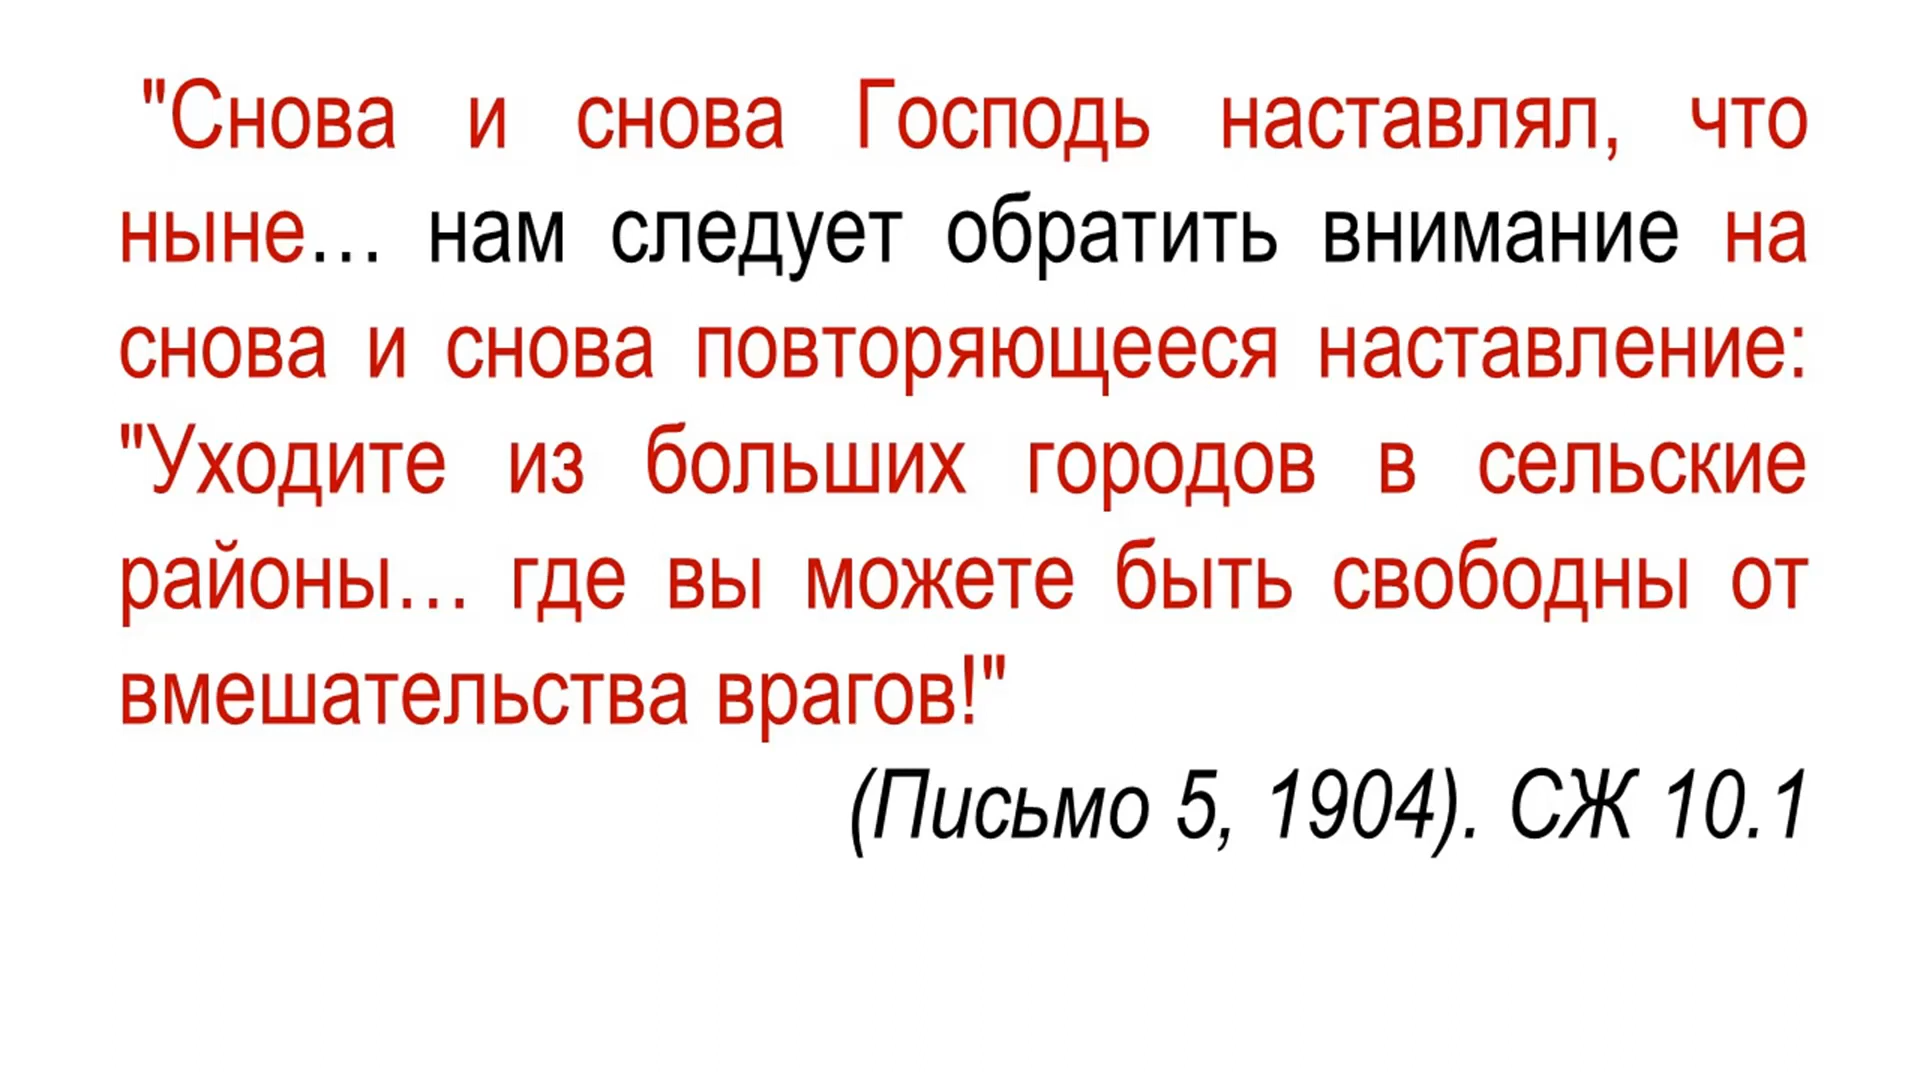 "Снова и снова Господь наставлял, что
ныне… нам следует обратить внимание на
снова и снова повторяющееся наставление:
"Уходите из больших городов в сельские
районы… где вы можете быть свободны от
вмешательства врагов!"
(Письмо 5, 1904). СЖ 10.1